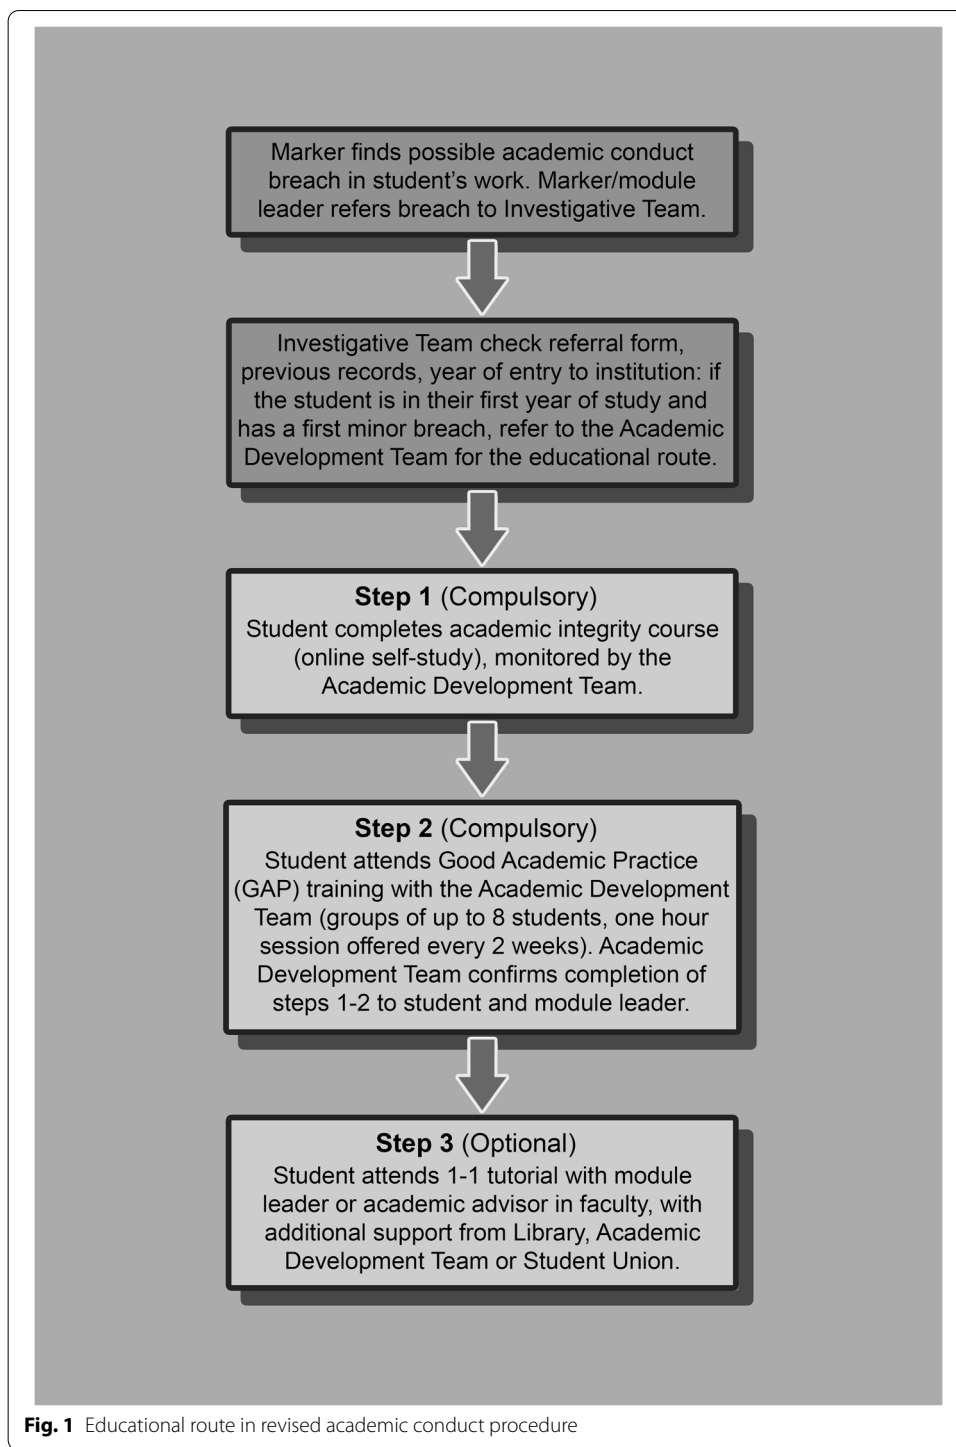 Marker finds possible academic conduct
breach in student's work. Marker/module
leader refers breach to Investigative Team.
Investigative Team check referral form,
previous records, year of entry to institution: if
the student is in their first year of study and
has a first minor breach, refer to the Academic
Development Team for the educational route.
Step 1 (Compulsory)
Student completes academic integrity course
(online self-study), monitored by the
Academic Development Team.
Step 2 (Compulsory)
Student attends Good Academic Practice
(GAP) training with the Academic Development
Team (groups of up to 8 students, one hour
session offered every 2 weeks). Academic
Development Team confirms completion of
steps 1-2 to student and module leader.
Step 3 (Optional)
Student attends 1-1 tutorial with module
leader or academic advisor in faculty, with
additional support from Library, Academic
Development Team or Student Union.
Fig. 1 Educational route in revised academic conduct procedure